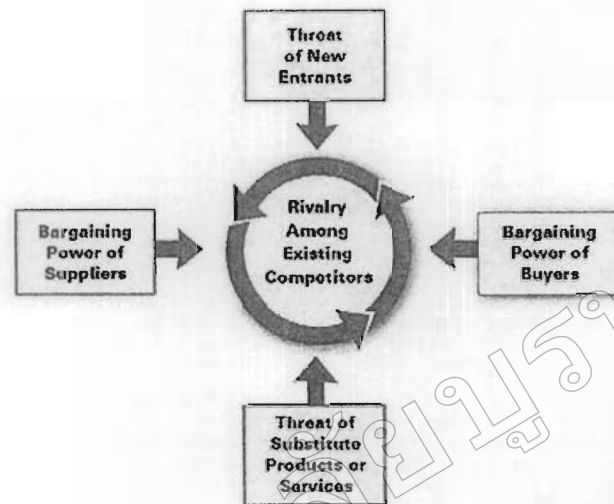 Threat
of New
Entrants
Bargaining
Power of
Suppliers
Rivalry
Among
Existing
Competitors
Bargaining
Power of
Buyers
Threat of
Substitute
Products or
Services